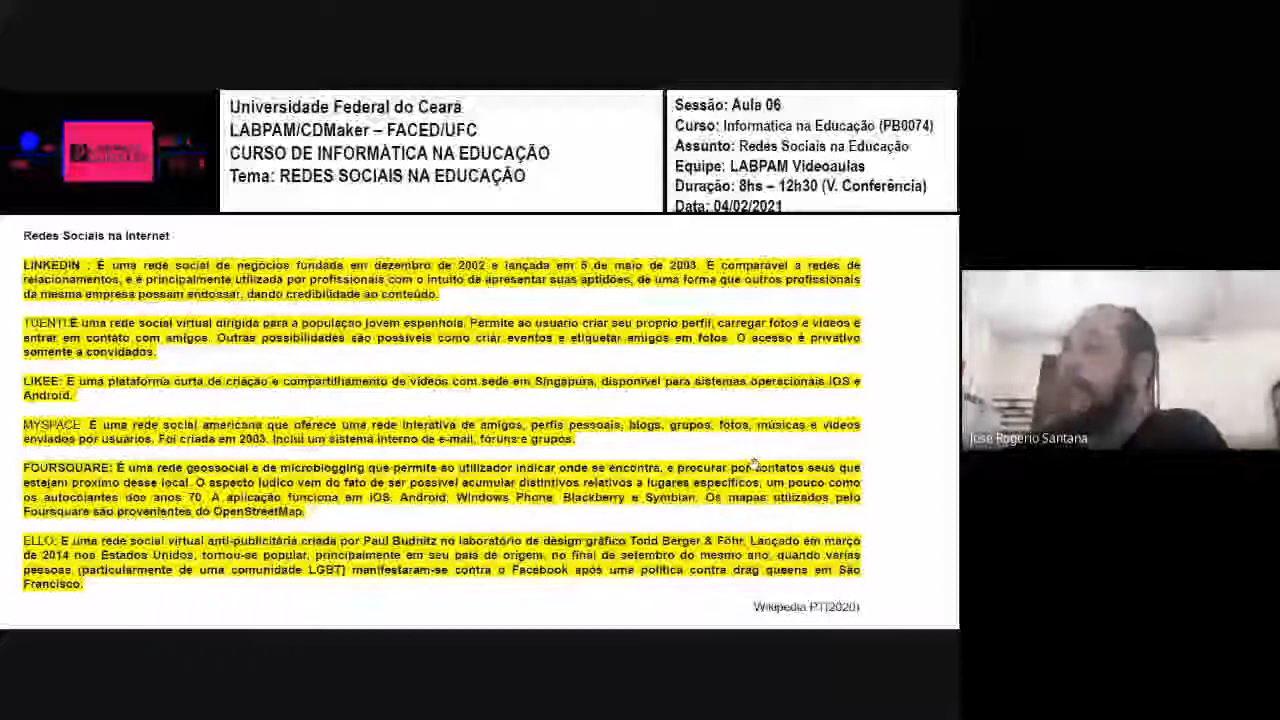 Universidade Federal do Ceará
LABPAM/CDMaker – FACED/UFC
CURSO DE INFORMÁTICA NA EDUCAÇÃO
Tema: REDES SOCIAIS NA EDUCAÇÃO
Sessão: Aula 06
Curso: Informática na Educação (PB0074)
Assunto: Redes Sociais na Educação
Equipe: LABPAM Videoaulas
Duração: 8hs – 12h30 (V. Conferência)
Data: 04/02/2021
Redes Sociais na Internet
LINKEDIN : É uma rede social de negócios fundada em dezembro de 2002 e lançada em 5 de maio de 2003. É comparável a redes de
relacionamentos, e é principalmente utilizada por profissionais com o intuito de apresentar suas aptidões, de uma forma que outros profissionais
da mesma empresa possam endossar, dando credibilidade ao conteúdo.
TUENTI:É uma rede social virtual dirigida para a população jovem espanhola. Permite ao usuário criar seu próprio perfil, carregar fotos e vídeos e
entrar em contato com amigos. Outras possibilidades são possíveis como criar eventos e etiquetar amigos em fotos. O acesso é privativo
somente a convidados.
LIKEE: É uma plataforma curta de criação e compartilhamento de vídeos com sede em Singapura, disponível para sistemas operacionais iOS e
Android.
MYSPACE É uma rede social americana que oferece uma rede interativa de amigos, perfis pessoais, blogs, grupos, fotos, músicas e vídeos
enviados por usuários. Foi criada em 2003. Inclui um sistema interno de e-mail, fóruns e grupos.
FOURSQUARE: É uma rede geossocial e de microblogging que permite ao utilizador indicar onde se encontra, e procurar por contatos seus que
estejam próximo desse local. O aspecto lúdico vem do fato de ser possível acumular distintivos relativos a lugares específicos, um pouco como
os autocolantes dos anos 70. A aplicação funciona em iOS, Android, Windows Phone, Blackberry e Symbian. Os mapas utilizados pelo
Foursquare são provenientes do OpenStreetMap.
ELLO: É uma rede social virtual anti-publicitária criada por Paul Budnitz no laboratório de design gráfico Todd Berger & Föhr. Lançado em março
de 2014 nos Estados Unidos, tornou-se popular, principalmente em seu país de origem, no final de setembro do mesmo ano, quando várias
pessoas (particularmente de uma comunidade LGBT) manifestaram-se contra o Facebook após uma política contra drag queens em São
Francisco.
Wikipedia PT(2020)
José Rogério Santana